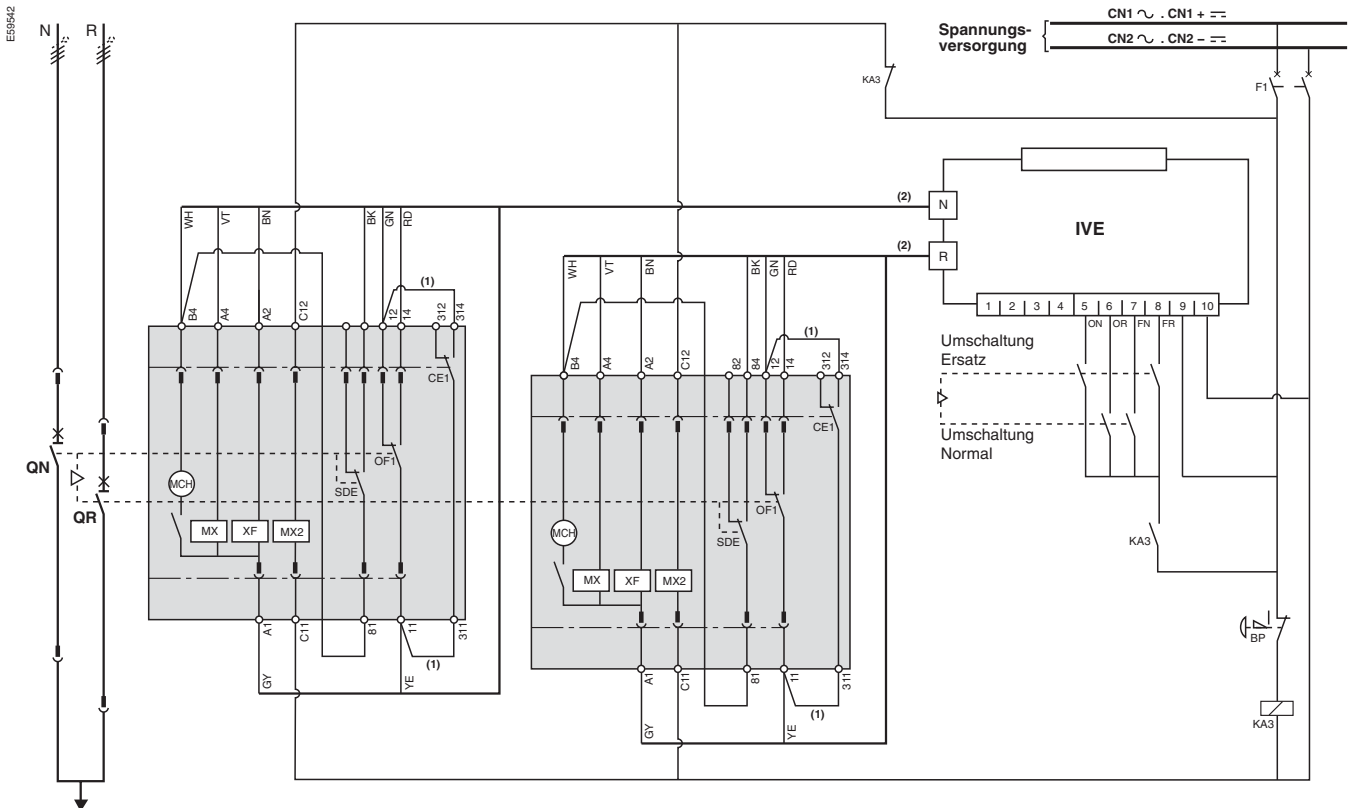 E59542
N R
CN1 ∿ . CN1 + ⎓
Spannungs-
versorgung
CN2 ∿ . CN2 – ⎓
KA3
F1
(2)
N
IVE
(2)
R
WH VT BN BK GN RD
WH VT BN BK GN RD
1 2 3 4 5 6 7 8 9 10
ON OR FN FR
(1)
B4 A4 A2 C12 12 14 312 314
Umschaltung
Ersatz
(1)
B4 A4 A2 C12 82 84 12 14 312 314
CE1
CE1
Umschaltung
Normal
QN
OF1
MCH
SDE
QR
OF1
MX XF MX2
MCH
SDE
KA3
MX XF MX2
A1 C11 81 11 311
BP
(1)
GY YE
A1 C11 81 11 311
(1)
KA3
GY YE